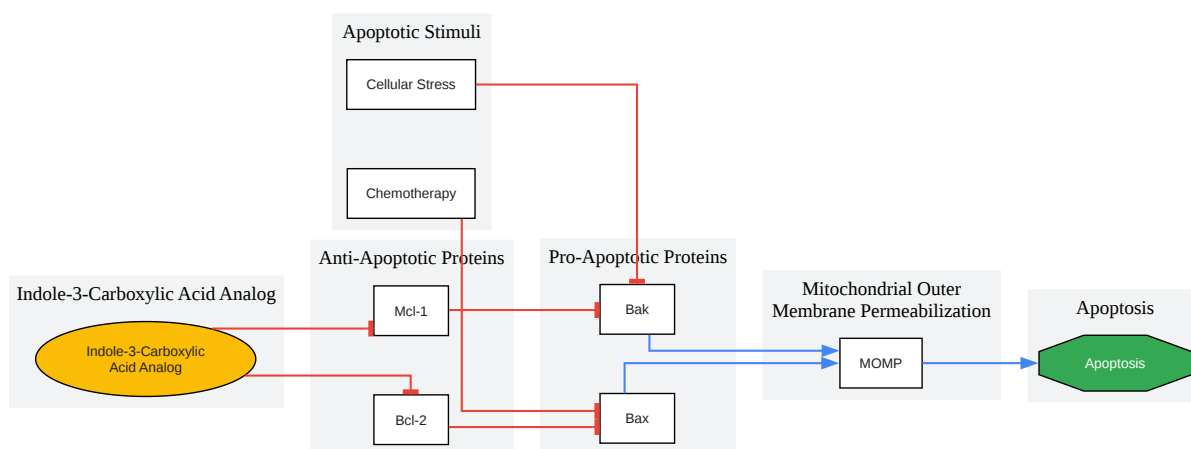 Apoptotic Stimuli
Cellular Stress
Chemotherapy
Anti-Apoptotic Proteins
Pro-Apoptotic Proteins
Indole-3-Carboxylic Acid Analog
Mitochondrial Outer
Membrane Permeabilization
Apoptosis
Mcl-1
Bak
Indole-3-Carboxylic
Acid Analog
MOMP
Apoptosis
Bcl-2
Bax